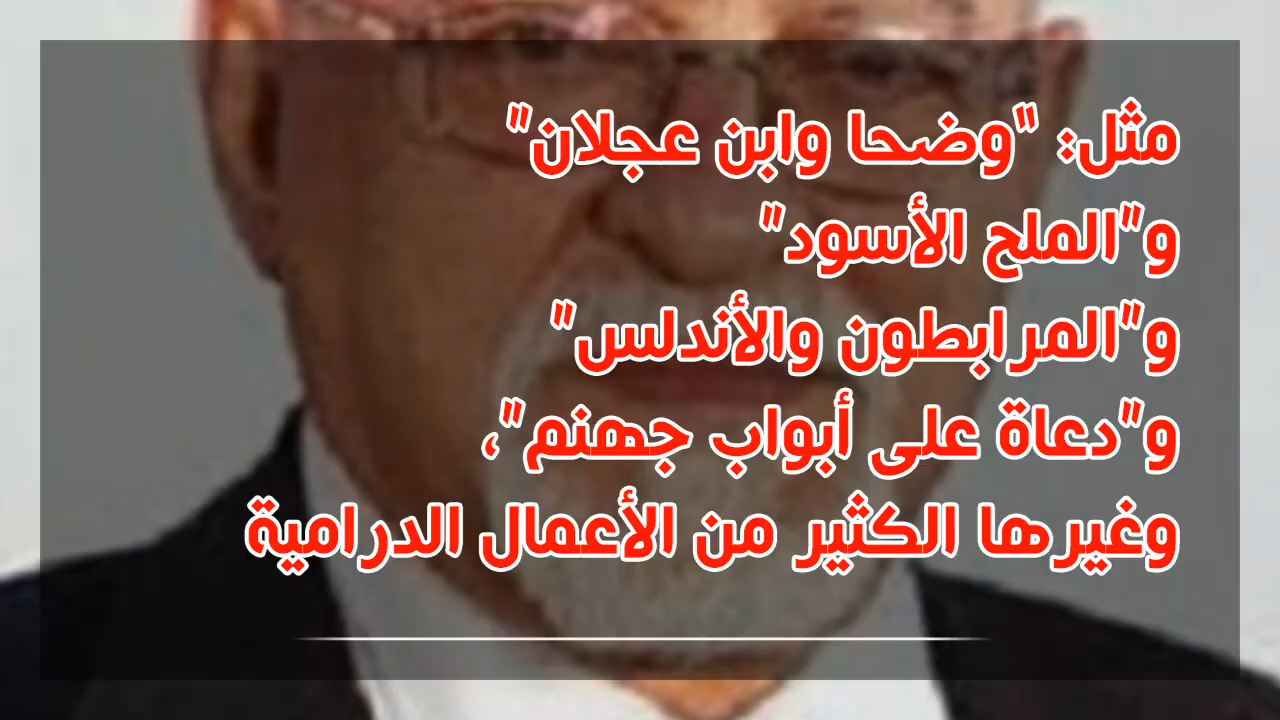 مثل: "وضحا وابن عجلان"
و"الملح الأسود"
و"المرابطون والأندلس"
و"دعاة على أبواب جهنم"،
وغيرها الكثير من الأعمال الدرامية